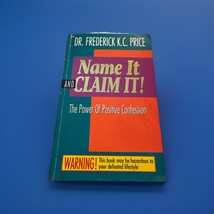 DR. FREDERICK K.C. PRICE
Name It
AND CLAIM IT!
The Power Of Positive Confession
WARNING! This book may be hazardous to
your defeated lifestyle.